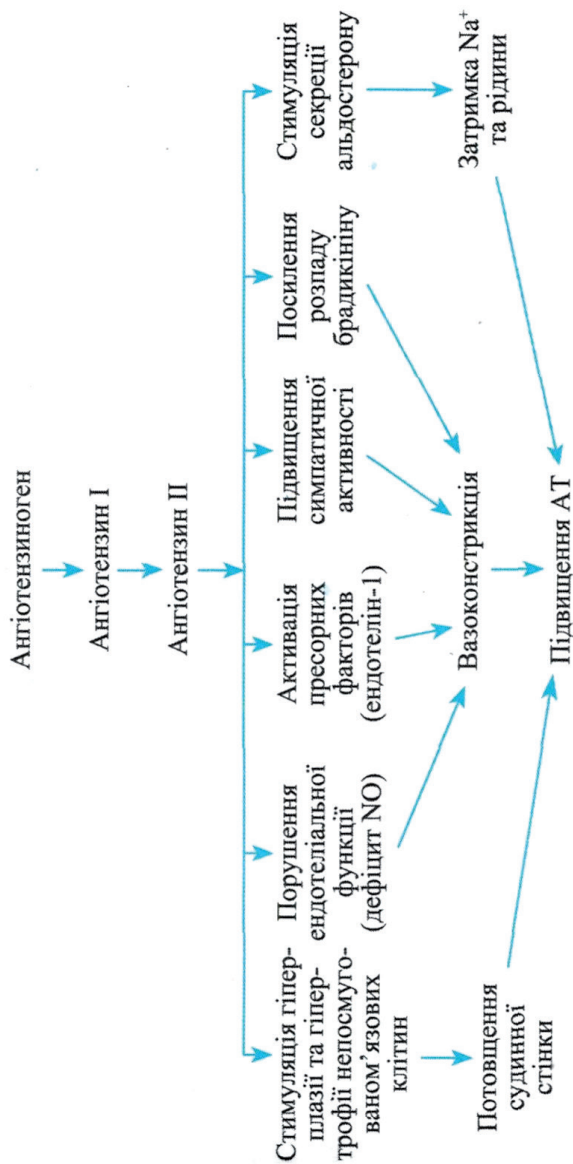 Ангіотензиноген
Ангіотензин I
Ангіотензин II
Стимуляція гіпер-
плазії та гіпер-
трофії непосмуго-
ваном’язових
клітин
Порушення
ендотеліальної
функції
(дефіцит NO)
Активація
пресорних
факторів
(ендотелін-1)
Підвищення
симпатичної
активності
Посилення
розпаду
брадикініну
Стимуляція
секреції
альдостерону
Потовщення
судинної
стінки
Вазоконстрикція
Затримка Na⁺
та рідини
Підвищення АТ